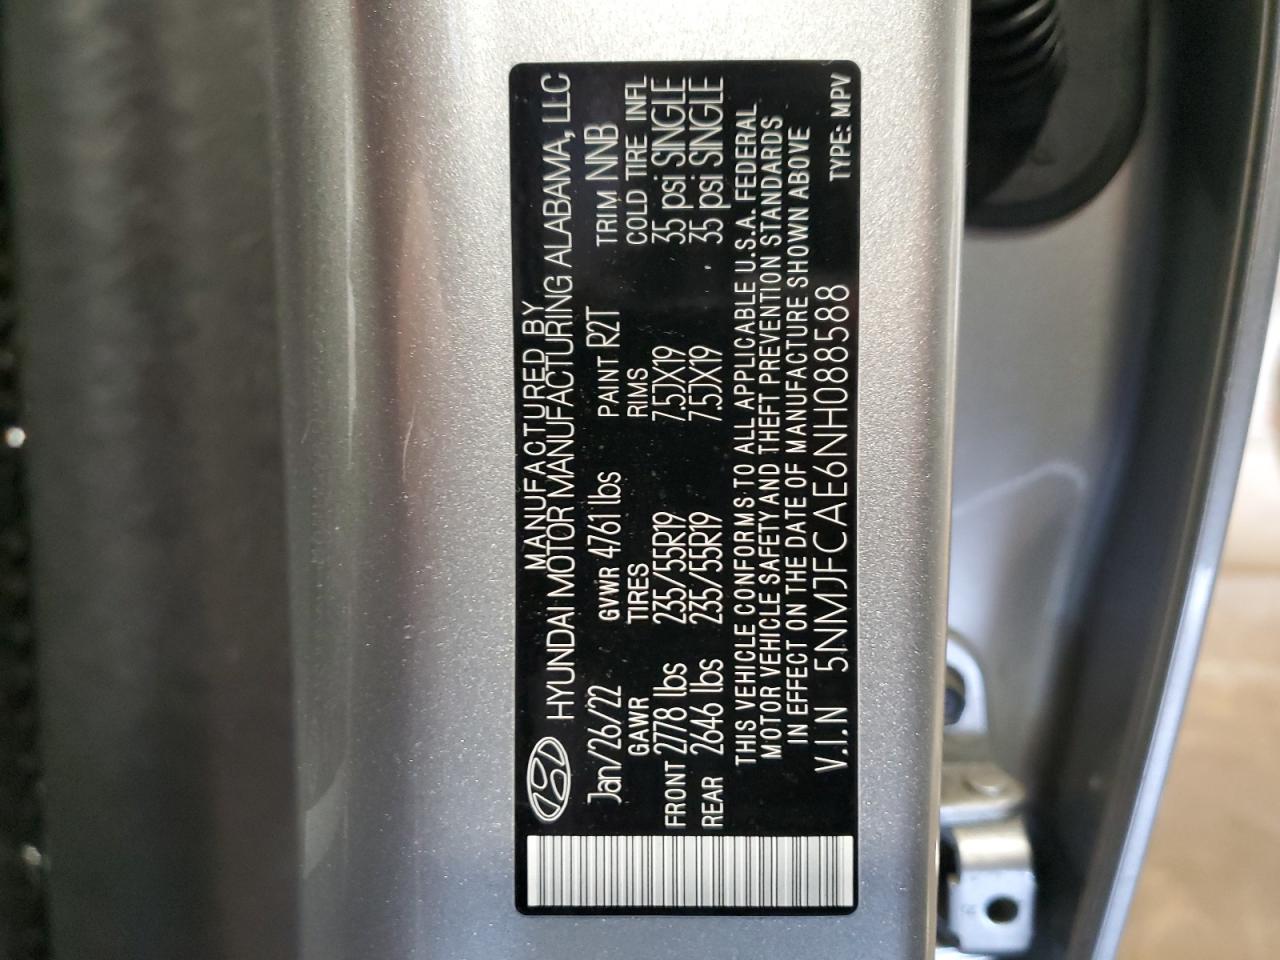 MANUFACTURED BY
HYUNDAI MOTOR MANUFACTURING ALABAMA, LLC
Jan/26/22 GVWR 4761 lbs PAINT R2T TRIM NNB
GAWR TIRES RIMS COLD TIRE INFL
FRONT 2778 lbs 235/55R19 7.5JX19 35 psi SINGLE
REAR 2646 lbs 235/55R19 7.5JX19 35 psi SINGLE
THIS VEHICLE CONFORMS TO ALL APPLICABLE U.S.A. FEDERAL
MOTOR VEHICLE SAFETY AND THEFT PREVENTION STANDARDS
IN EFFECT ON THE DATE OF MANUFACTURE SHOWN ABOVE
V.I.N 5NMJFCAE6NH088588 TYPE: MPV